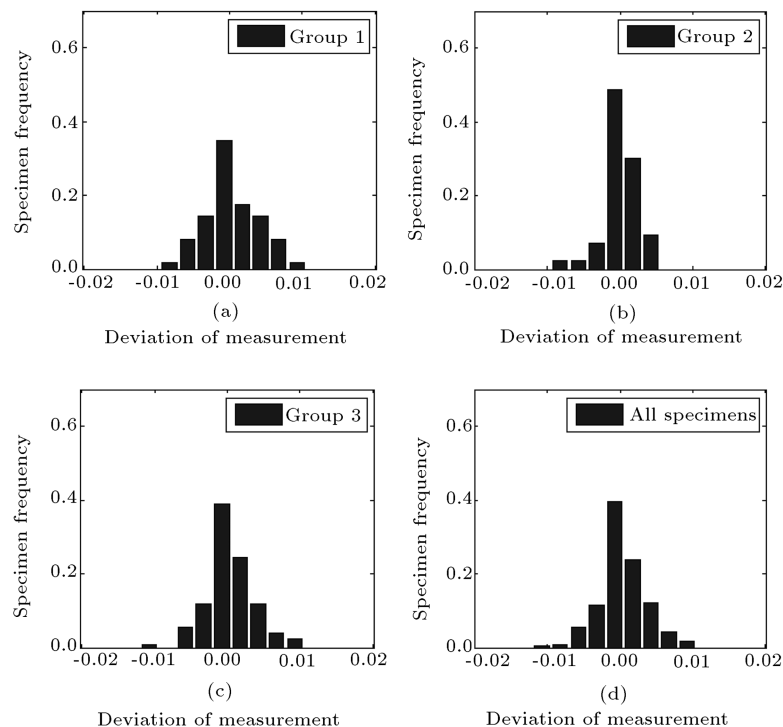 0.6
0.4
0.2
0.0
Specimen frequency
Group 1
-0.02 -0.01 0.00 0.01 0.02
(a)
Deviation of measurement
0.6
0.4
0.2
0.0
Specimen frequency
Group 2
-0.02 -0.01 0.00 0.01 0.02
(b)
Deviation of measurement
0.6
0.4
0.2
0.0
Specimen frequency
Group 3
-0.02 -0.01 0.00 0.01 0.02
(c)
Deviation of measurement
0.6
0.4
0.2
0.0
Specimen frequency
All specimens
-0.02 -0.01 0.00 0.01 0.02
(d)
Deviation of measurement